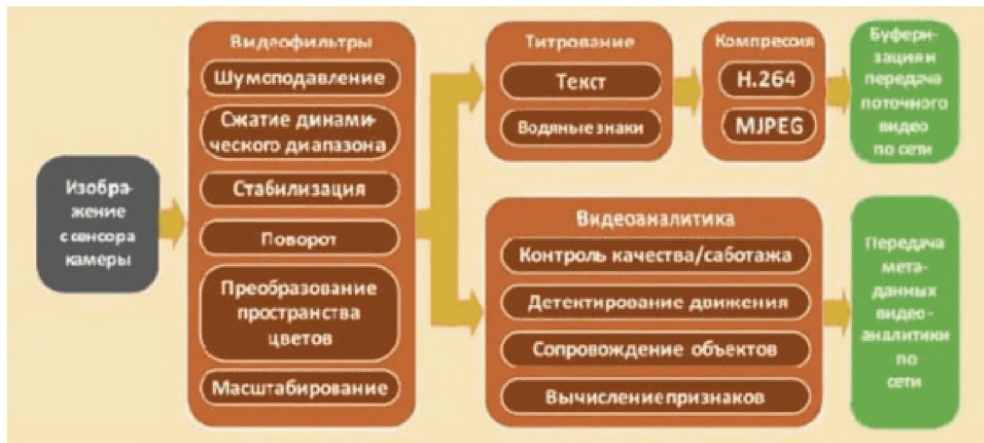 Изобра-
жение
с сенсора
камеры
Видеофильтры
Шумоподавление
Сжатие динами-
ческого диапазона
Стабилизация
Поворот
Преобразование
пространства
цветов
Масштабирование
Титрование
Текст
Водяные знаки
Компрессия
H.264
MJPEG
Буфери-
зация и
передача
поточного
видео
по сети
Видеоаналитика
Контроль качества/саботажа
Детектирование движения
Сопровождение объектов
Вычисление признаков
Передача
мета-
данных
видео-
аналитики
по
сети